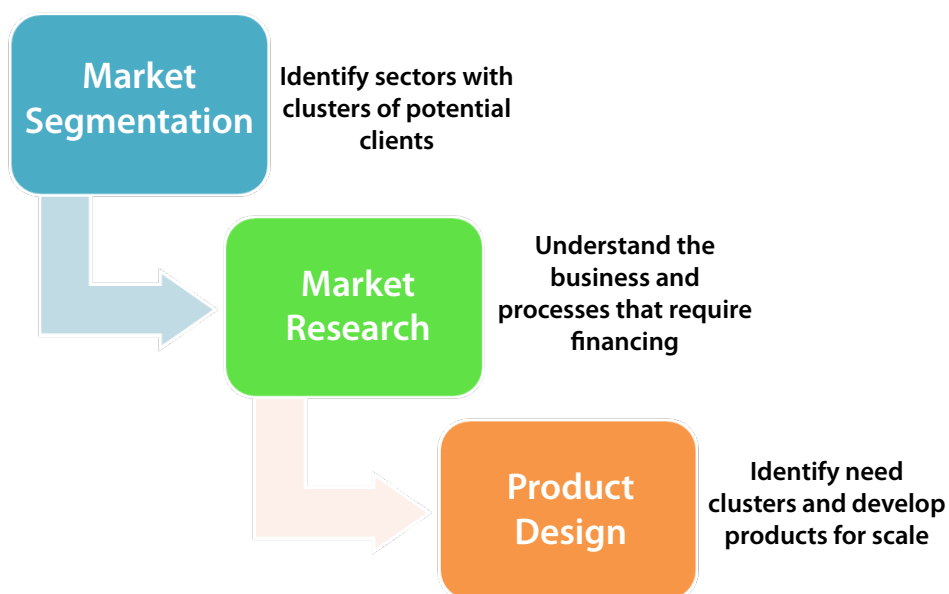 Market
Segmentation
Identify sectors with
clusters of potential
clients
Market
Research
Understand the
business and
processes that require
financing
Product
Design
Identify need
clusters and develop
products for scale